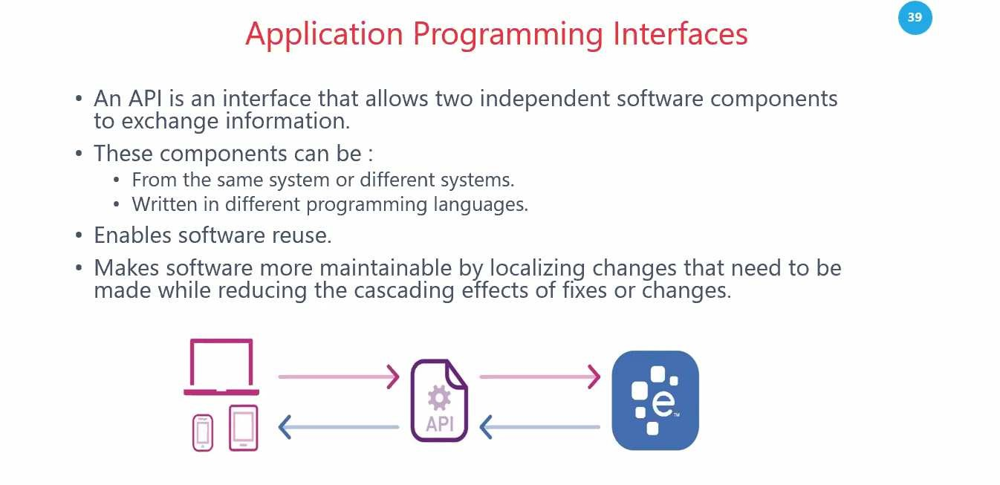 39
Application Programming Interfaces
• An API is an interface that allows two independent software components
to exchange information.
• These components can be :
• From the same system or different systems.
• Written in different programming languages.
• Enables software reuse.
• Makes software more maintainable by localizing changes that need to be
made while reducing the cascading effects of fixes or changes.
API
e™